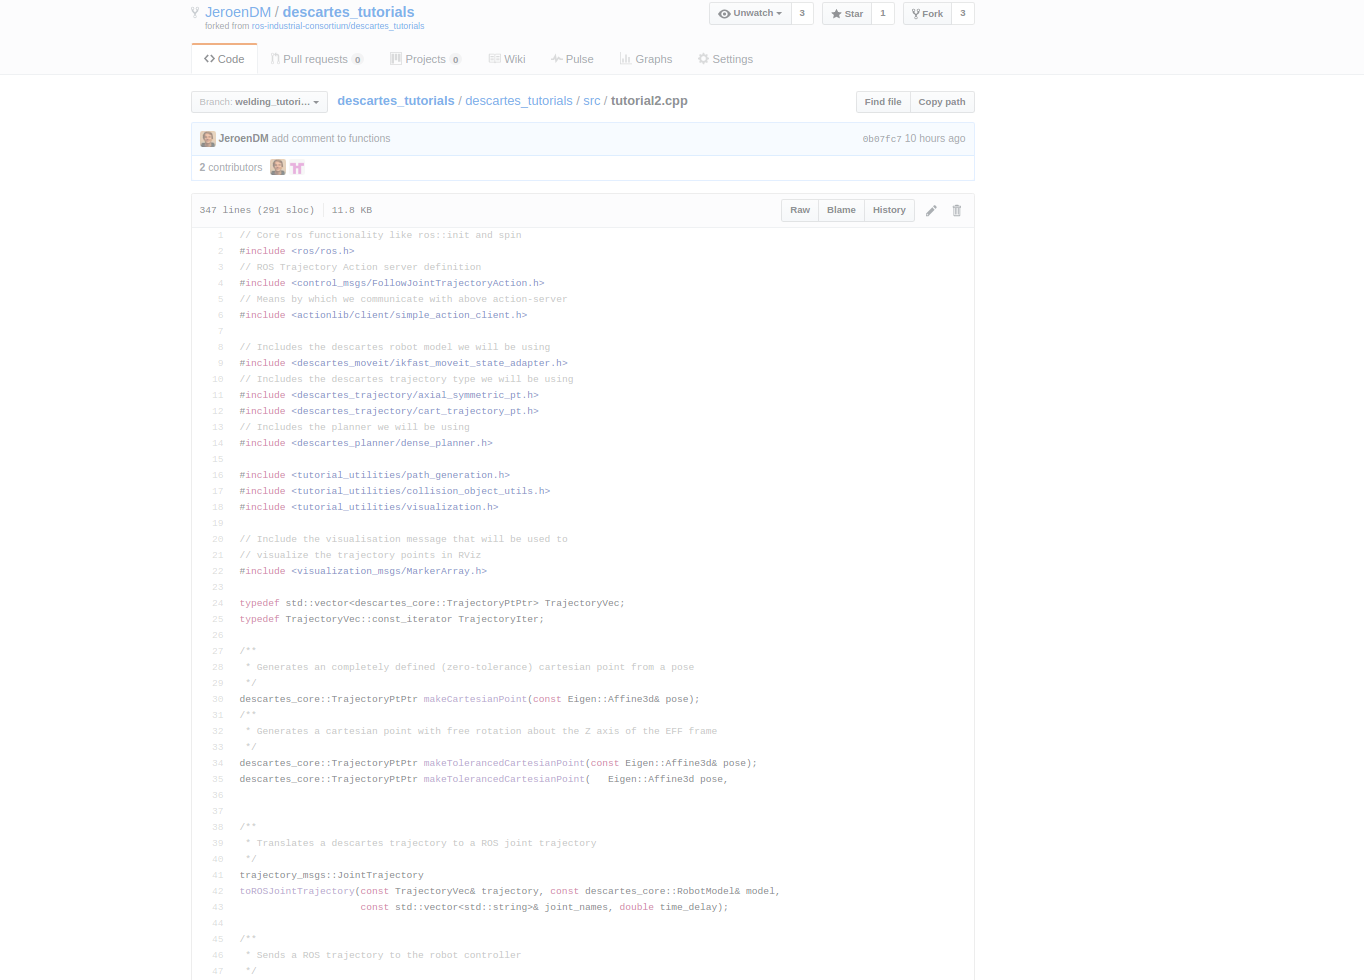 JeroenDM / descartes_tutorials
forked from ros-industrial-consortium/descartes_tutorials
Unwatch 3 Star 1 Fork 3
Code Pull requests 0 Projects 0 Wiki Pulse Graphs Settings
Branch: welding_tutori… descartes_tutorials / descartes_tutorials / src / tutorial2.cpp Find file Copy path
JeroenDM add comment to functions 0b07fc7 10 hours ago
2 contributors
347 lines (291 sloc) 11.8 KB Raw Blame History
1 // Core ros functionality like ros::init and spin
2 #include <ros/ros.h>
3 // ROS Trajectory Action server definition
4 #include <control_msgs/FollowJointTrajectoryAction.h>
5 // Means by which we communicate with above action-server
6 #include <actionlib/client/simple_action_client.h>
7
8 // Includes the descartes robot model we will be using
9 #include <descartes_moveit/ikfast_moveit_state_adapter.h>
10 // Includes the descartes trajectory type we will be using
11 #include <descartes_trajectory/axial_symmetric_pt.h>
12 #include <descartes_trajectory/cart_trajectory_pt.h>
13 // Includes the planner we will be using
14 #include <descartes_planner/dense_planner.h>
15
16 #include <tutorial_utilities/path_generation.h>
17 #include <tutorial_utilities/collision_object_utils.h>
18 #include <tutorial_utilities/visualization.h>
19
20 // Include the visualisation message that will be used to
21 // visualize the trajectory points in RViz
22 #include <visualization_msgs/MarkerArray.h>
23
24 typedef std::vector<descartes_core::TrajectoryPtPtr> TrajectoryVec;
25 typedef TrajectoryVec::const_iterator TrajectoryIter;
26
27 /**
28  * Generates an completely defined (zero-tolerance) cartesian point from a pose
29  */
30 descartes_core::TrajectoryPtPtr makeCartesianPoint(const Eigen::Affine3d& pose);
31 /**
32  * Generates a cartesian point with free rotation about the Z axis of the EFF frame
33  */
34 descartes_core::TrajectoryPtPtr makeTolerancedCartesianPoint(const Eigen::Affine3d& pose);
35 descartes_core::TrajectoryPtPtr makeTolerancedCartesianPoint(   Eigen::Affine3d pose,
36
37
38 /**
39  * Translates a descartes trajectory to a ROS joint trajectory
40  */
41 trajectory_msgs::JointTrajectory
42 toROSJointTrajectory(const TrajectoryVec& trajectory, const descartes_core::RobotModel& model,
43                      const std::vector<std::string>& joint_names, double time_delay);
44
45 /**
46  * Sends a ROS trajectory to the robot controller
47  */